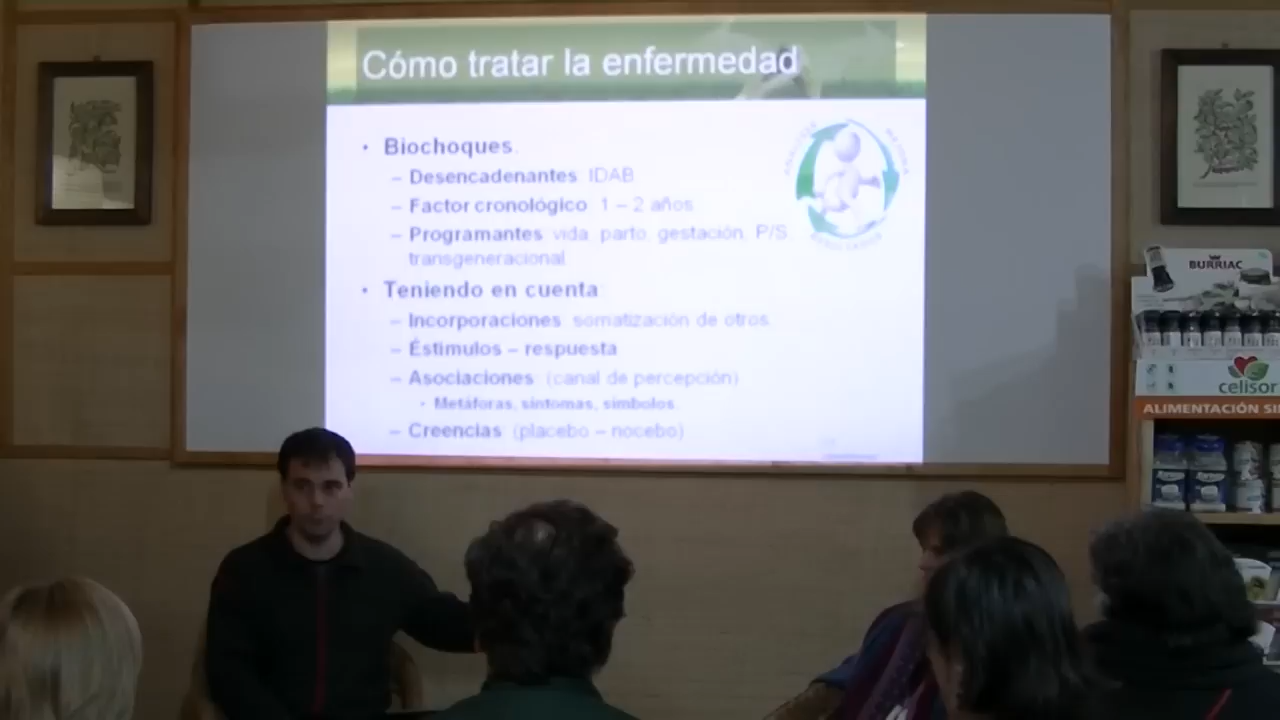 Cómo tratar la enfermedad
• Biochoques.
– Desencadenantes: IDAB
– Factor cronológico: 1 – 2 años
– Programantes: vida, parto, gestación, P/S,
transgeneracional
• Teniendo en cuenta:
– Incorporaciones: somatización de otros.
– Éstimulos – respuesta
– Asociaciones: (canal de percepción)
• Metáforas, síntomas, símbolos.
– Creencias: (placebo – nocebo)
BURRIAC
celisor
ALIMENTACIÓN SI